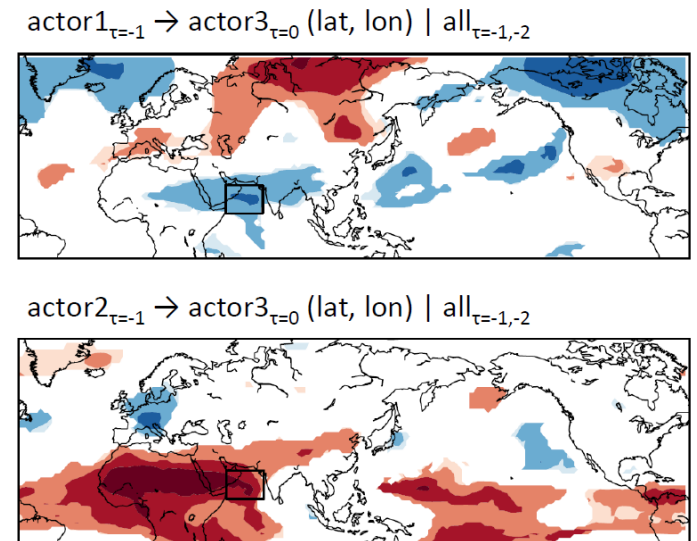 actor1τ=-1 → actor3τ=0 (lat, lon) | allτ=-1,-2
actor2τ=-1 → actor3τ=0 (lat, lon) | allτ=-1,-2